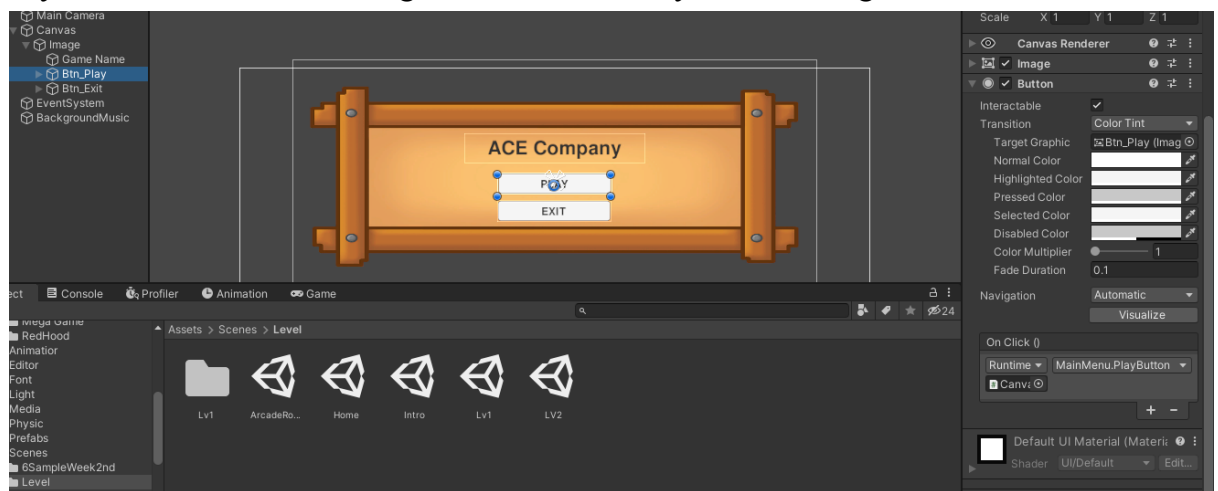 Main Camera
Canvas
Image
Game Name
Btn_Play
Btn_Exit
EventSystem
BackgroundMusic
ACE Company
PLAY
EXIT
Scale X 1 Y 1 Z 1
Canvas Renderer
Image
Button
Interactable
Transition Color Tint
Target Graphic Btn_Play (Imag
Normal Color
Highlighted Color
Pressed Color
Selected Color
Disabled Color
Color Multiplier 1
Fade Duration 0.1
Navigation Automatic
Visualize
On Click ()
Runtime MainMenu.PlayButton
Canva
+ -
Default UI Material (Materia
Shader UI/Default Edit...
ect Console Profiler Animation Game
24
Mega Game
RedHood
Animatior
Editor
Font
Light
Media
Physic
Prefabs
Scenes
6SampleWeek2nd
Level
Assets > Scenes > Level
Lv1 ArcadeRo... Home Intro Lv1 LV2